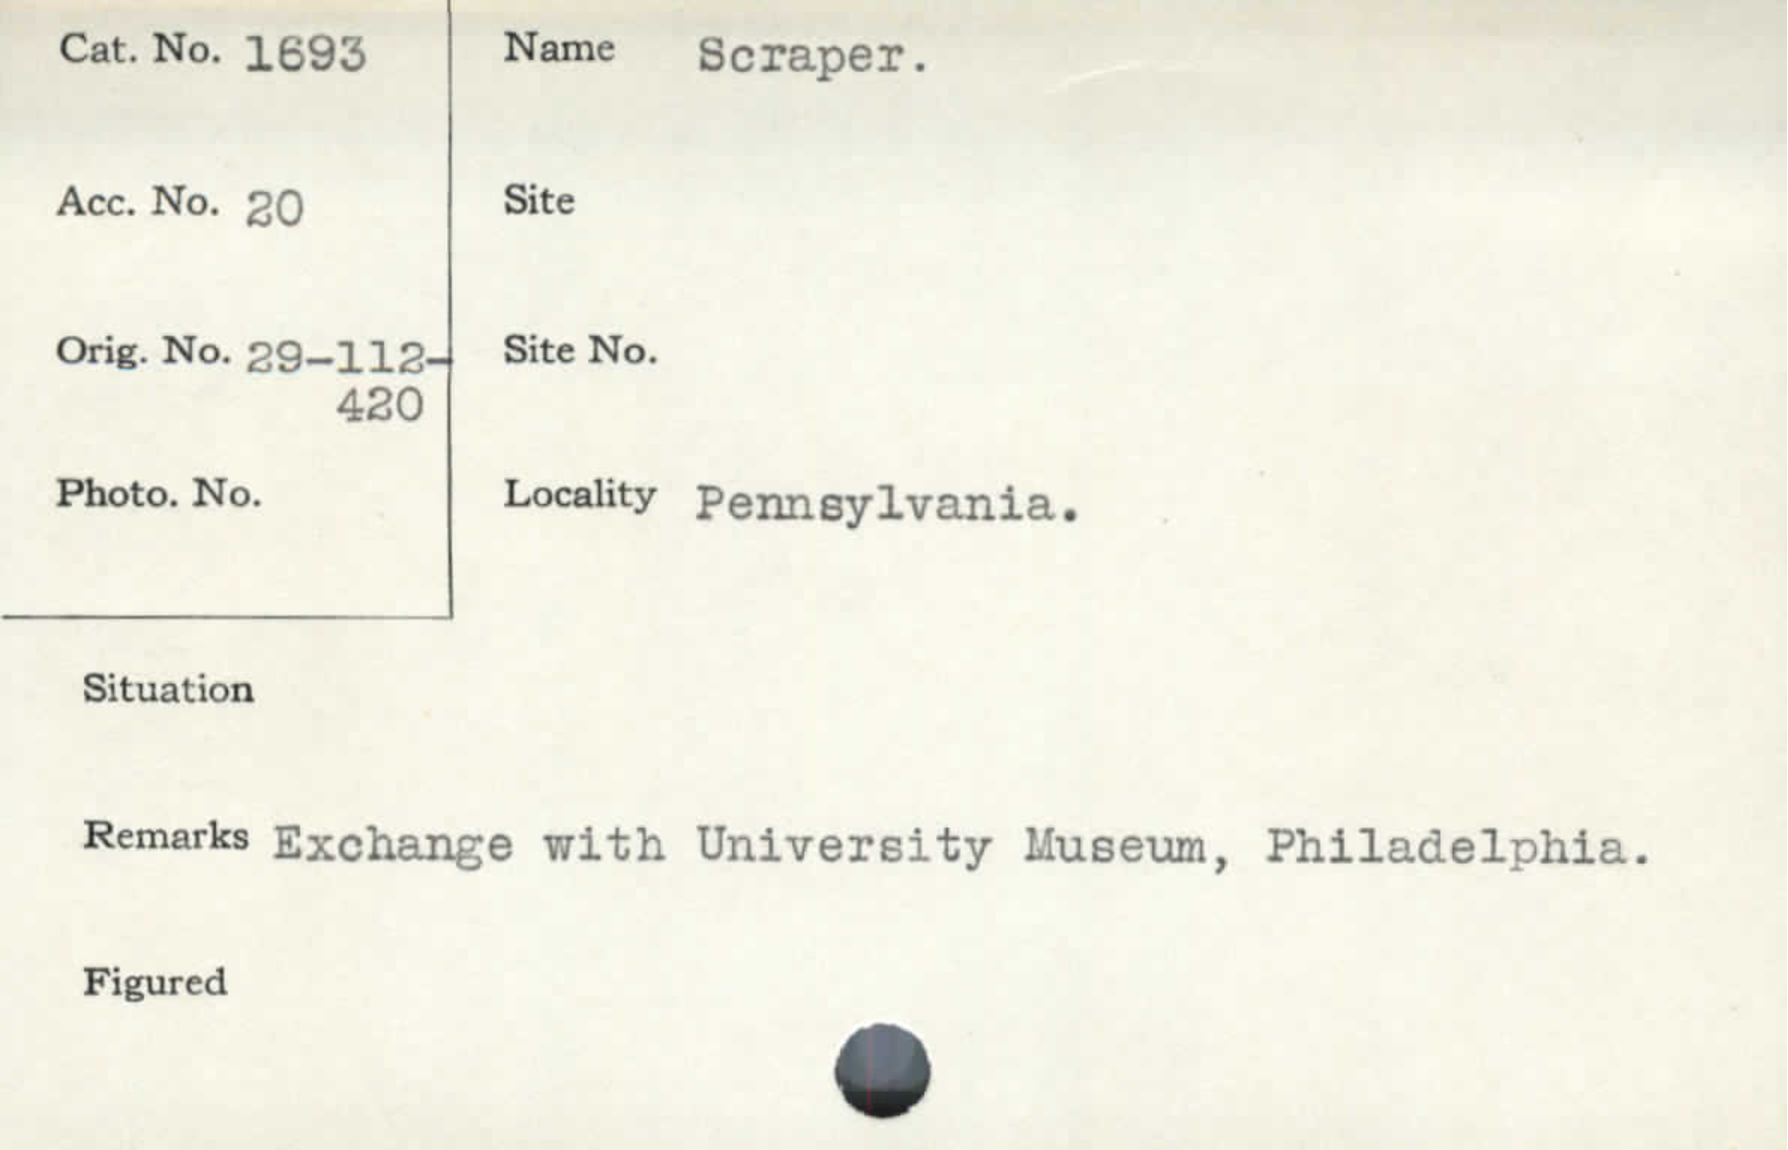 Cat. No. 1693
Name Scraper.
Acc. No. 20
Site
Orig. No. 29-112-
420
Site No.
Photo. No.
Locality Pennsylvania.
Situation
Remarks Exchange with University Museum, Philadelphia.
Figured